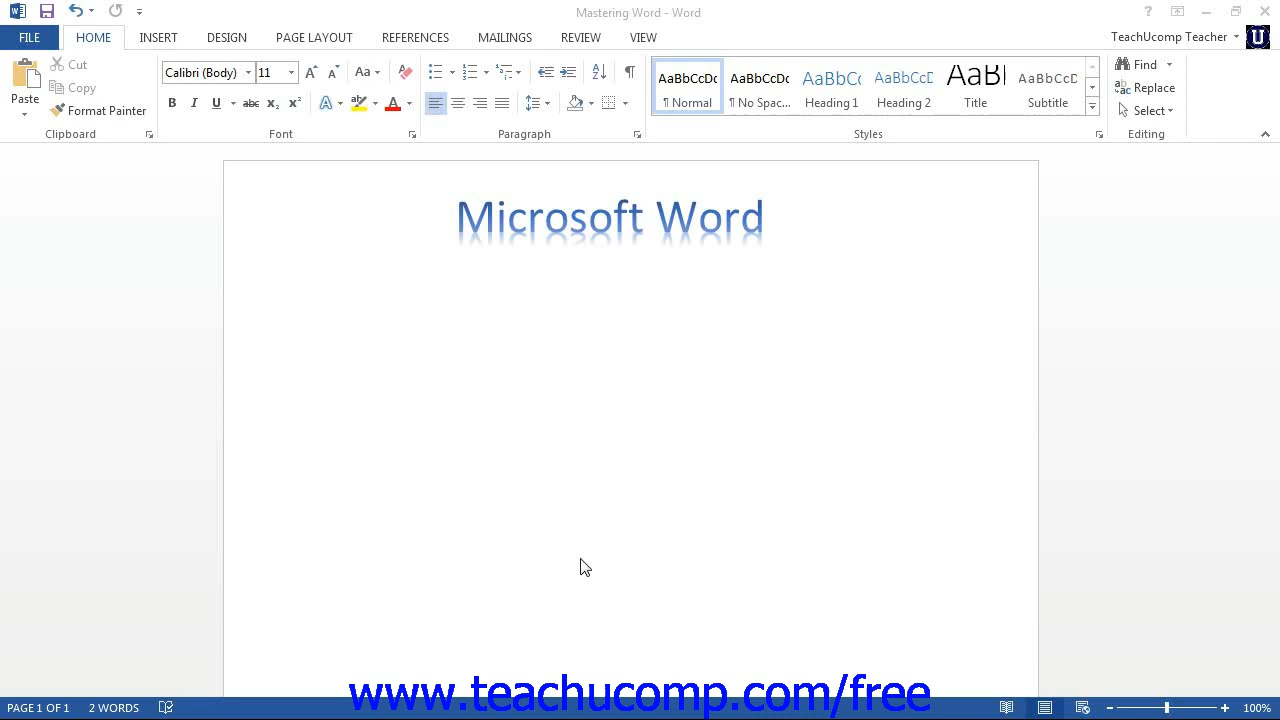 Mastering Word - Word
?
FILE HOME INSERT DESIGN PAGE LAYOUT REFERENCES MAILINGS REVIEW VIEW TeachUcomp Teacher U
Paste
Cut
Copy
Format Painter
Clipboard
Calibri (Body) 11 A A Aa
B I U abc x₂ x² A ab A
Font
A Z ¶
Paragraph
AaBbCcDc AaBbCcDc AaBbCc AaBbCcD AaBl AaBbCcD
¶ Normal ¶ No Spac... Heading 1 Heading 2 Title Subt
Styles
Find
Replace
Select
Editing
Microsoft Word
www.teachucomp.com/free
PAGE 1 OF 1 2 WORDS 100%